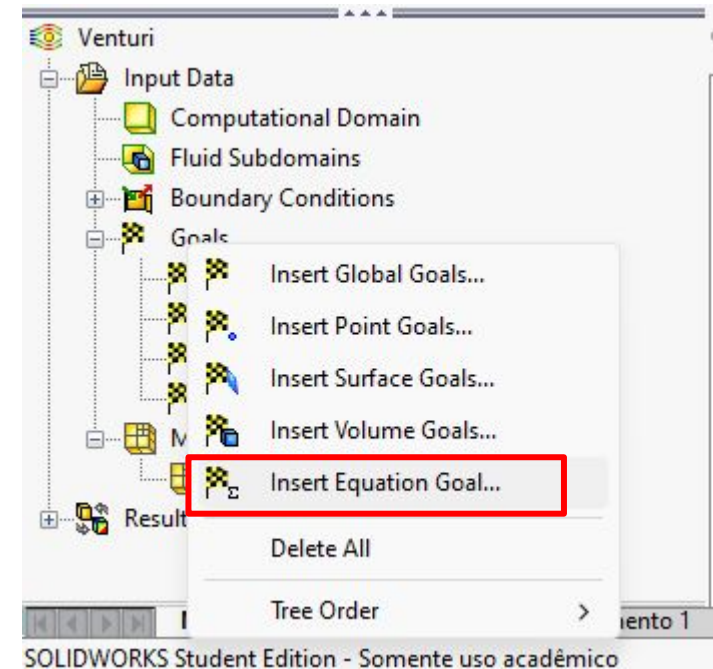 Venturi
Input Data
Computational Domain
Fluid Subdomains
Boundary Conditions
Goals
Insert Global Goals...
Insert Point Goals...
Insert Surface Goals...
M Insert Volume Goals...
Insert Equation Goal...
Result
Delete All
Tree Order >
ento 1
SOLIDWORKS Student Edition - Somente uso acadêmico